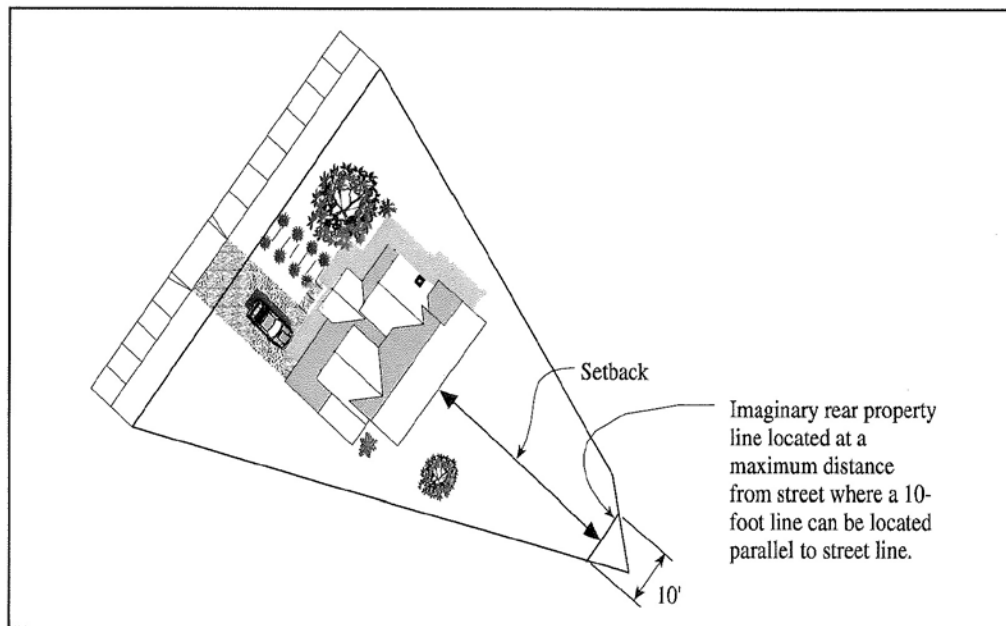 Setback
Imaginary rear property
line located at a
maximum distance
from street where a 10-
foot line can be located
parallel to street line.
10'